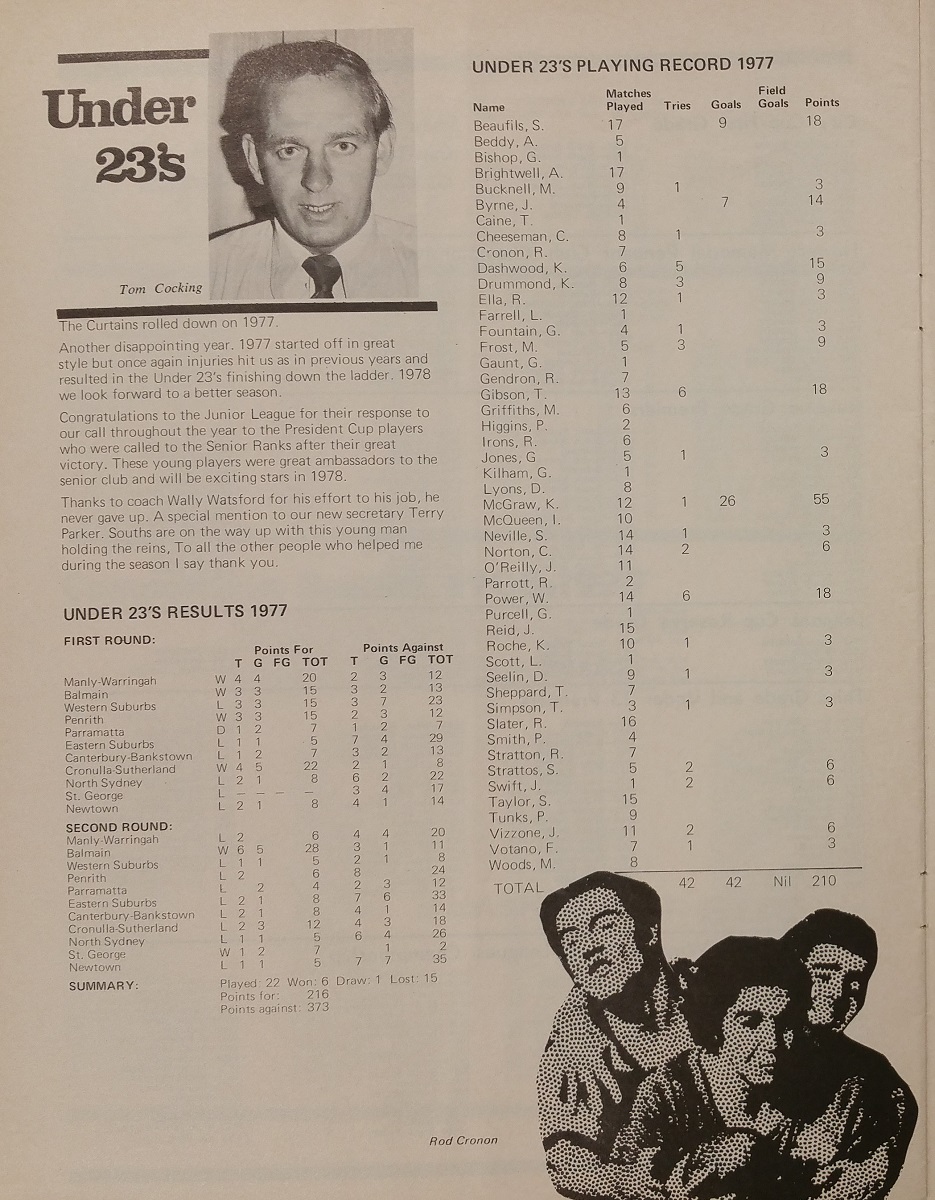 Under
23's
Tom Cocking
The Curtains rolled down on 1977.
Another disappointing year. 1977 started off in great
style but once again injuries hit us as in previous years and
resulted in the Under 23's finishing down the ladder. 1978
we look forward to a better season.
Congratulations to the Junior League for their response to
our call throughout the year to the President Cup players
who were called to the Senior Ranks after their great
victory. These young players were great ambassadors to the
senior club and will be exciting stars in 1978.
Thanks to coach Wally Watsford for his effort to his job, he
never gave up. A special mention to our new secretary Terry
Parker. Souths are on the way up with this young man
holding the reins, To all the other people who helped me
during the season I say thank you.
UNDER 23'S RESULTS 1977
FIRST ROUND:
Points For Points Against
T G FG TOT T G FG TOT
Manly-Warringah W 4 4 20 2 3 12
Balmain W 3 3 15 3 2 13
Western Suburbs L 3 3 15 3 7 23
Penrith W 3 3 15 2 3 12
Parramatta D 1 2 7 1 2 7
Eastern Suburbs L 1 1 5 7 4 29
Canterbury-Bankstown L 1 2 7 3 2 13
Cronulla-Sutherland W 4 5 22 2 1 8
North Sydney L 2 1 8 6 2 22
St. George L — — — — 3 4 17
Newtown L 2 1 8 4 1 14
SECOND ROUND:
Manly-Warringah L 2 6 4 4 20
Balmain W 6 5 28 3 1 11
Western Suburbs L 1 1 5 2 1 8
Penrith L 2 6 8 24
Parramatta L 2 4 2 3 12
Eastern Suburbs L 2 1 8 7 6 33
Canterbury-Bankstown L 2 1 8 4 1 14
Cronulla-Sutherland L 2 3 12 4 3 18
North Sydney L 1 1 5 6 4 26
St. George W 1 2 7 1 2
Newtown L 1 1 5 7 7 35
SUMMARY: Played: 22 Won: 6 Draw: 1 Lost: 15
Points for: 216
Points against: 373
UNDER 23'S PLAYING RECORD 1977
Name Matches Played Tries Goals Field Goals Points
Beaufils, S. 17 9 18
Beddy, A. 5
Bishop, G. 1
Brightwell, A. 17
Bucknell, M. 9 1 3
Byrne, J. 4 7 14
Caine, T. 1
Cheeseman, C. 8 1 3
Cronon, R. 7
Dashwood, K. 6 5 15
Drummond, K. 8 3 9
Ella, R. 12 1 3
Farrell, L. 1
Fountain, G. 4 1 3
Frost, M. 5 3 9
Gaunt, G. 1
Gendron, R. 7
Gibson, T. 13 6 18
Griffiths, M. 6
Higgins, P. 2
Irons, R. 6
Jones, G 5 1 3
Kilham, G. 1
Lyons, D. 8
McGraw, K. 12 1 26 55
McQueen, I. 10
Neville, S. 14 1 3
Norton, C. 14 2 6
O'Reilly, J. 11
Parrott, R. 2
Power, W. 14 6 18
Purcell, G. 1
Reid, J. 15
Roche, K. 10 1 3
Scott, L. 1
Seelin, D. 9 1 3
Sheppard, T. 7
Simpson, T. 3 1 3
Slater, R. 16
Smith, P. 4
Stratton, R. 7
Strattos, S. 5 2 6
Swift, J. 1 2 6
Taylor, S. 15
Tunks, P. 9
Vizzone, J. 11 2 6
Votano, F. 7 1 3
Woods, M. 8
TOTAL 42 42 Nil 210
Rod Cronon